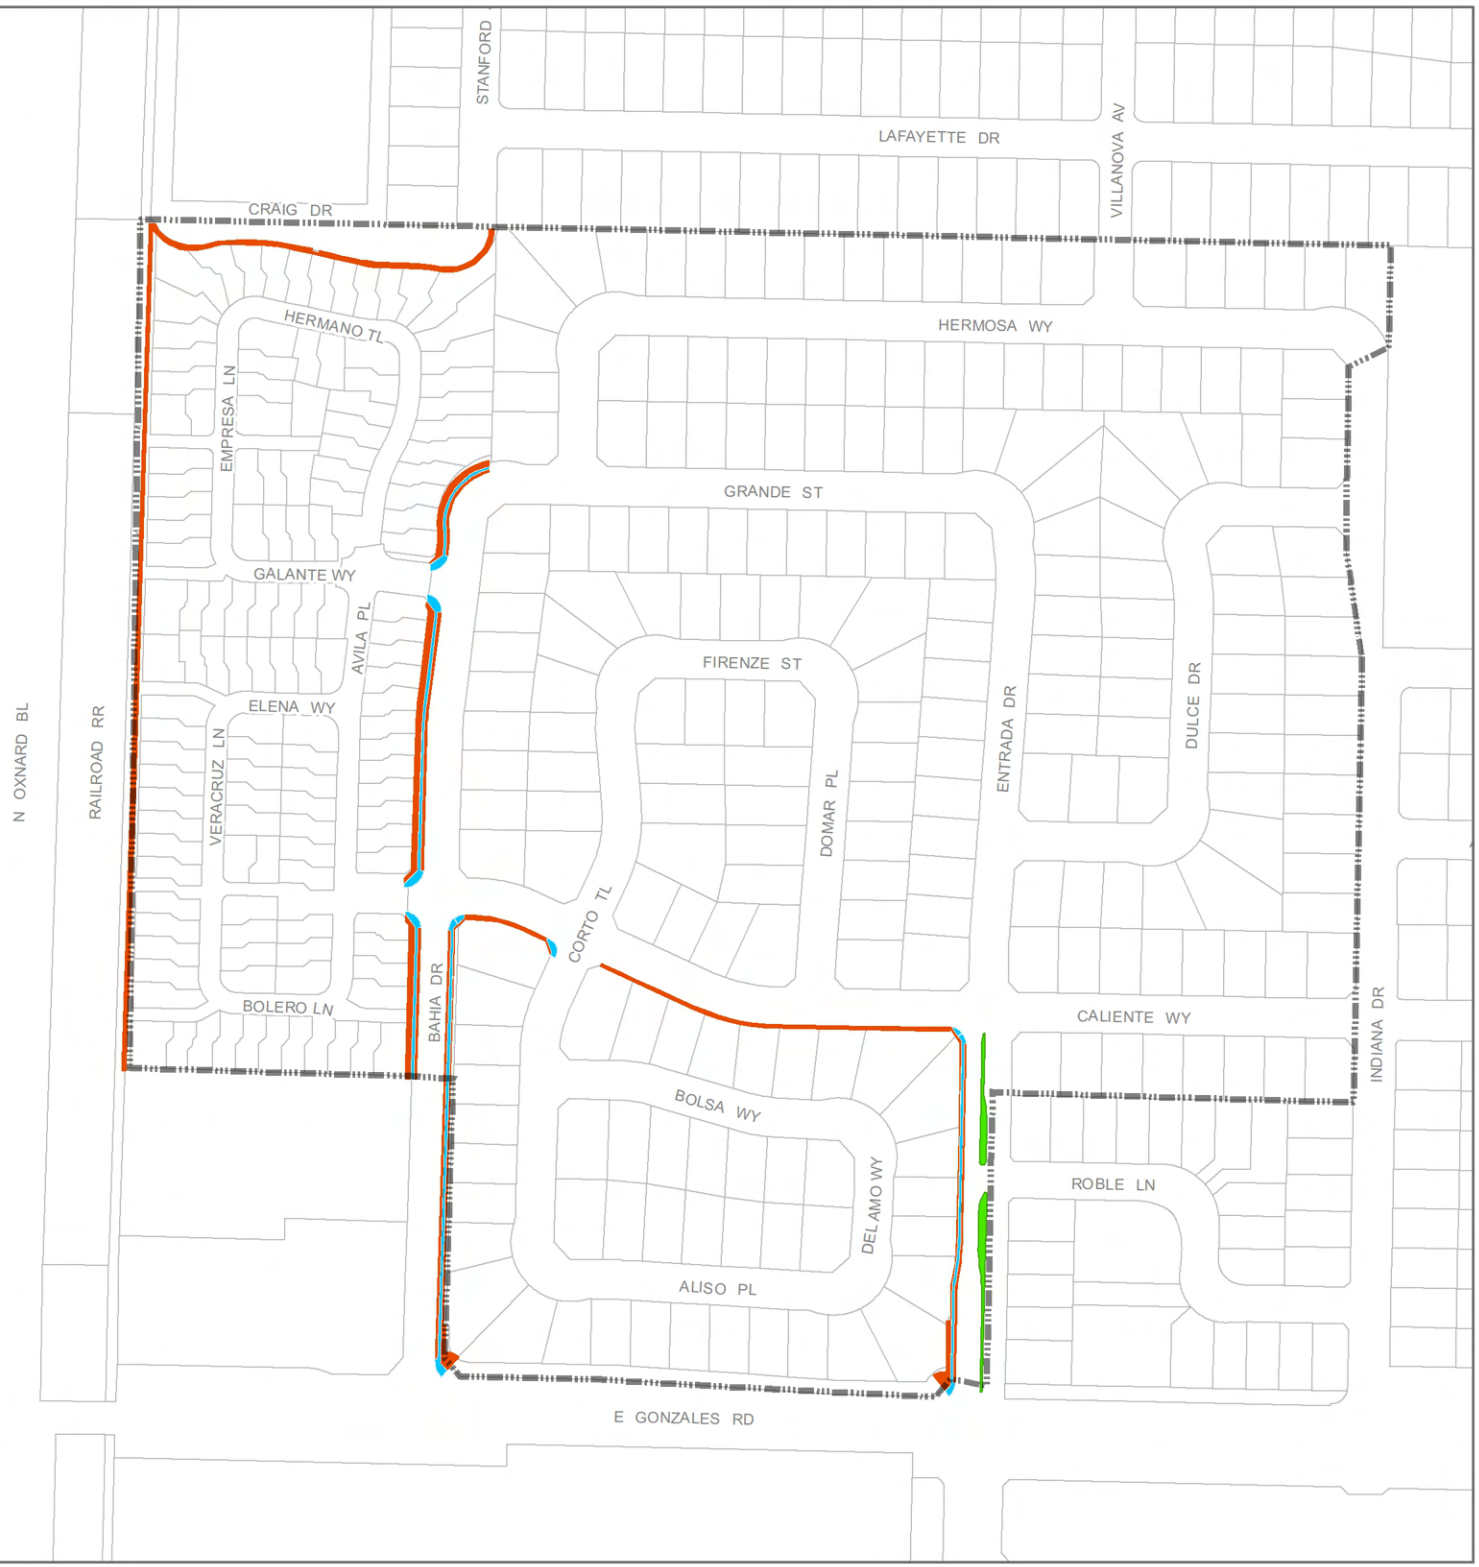 STANFORD
LAFAYETTE DR
VILLANOVA AV
CRAIG DR
HERMANO TL
HERMOSA WY
EMPRESA LN
GRANDE ST
GALANTE WY
AVILA PL
FIRENZE ST
ELENA WY
ENTRADA DR
DULCE DR
N OXNARD BL
RAILROAD RR
VERACRUZ LN
DOMAR PL
CORTO TL
BAHIA DR
BOLERO LN
CALIENTE WY
INDIANA DR
BOLSA WY
ROBLE LN
DEL AMO WY
ALISO PL
E GONZALES RD